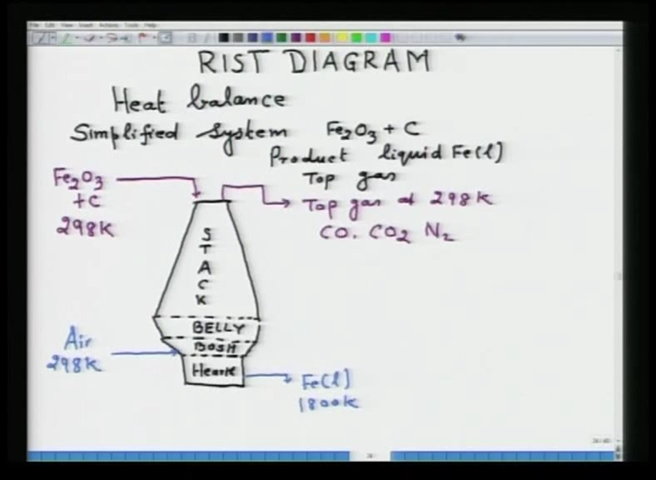 RIST DIAGRAM
Heat balance
Simplified System Fe2O3 + C
Product liquid Fe(l)
Top gas
Fe2O3
+C
298K
Top gas at 298K
CO. CO2 N2
STACK
BELLY
BOSH
Hearth
Air
298K
Fe(l)
1800K